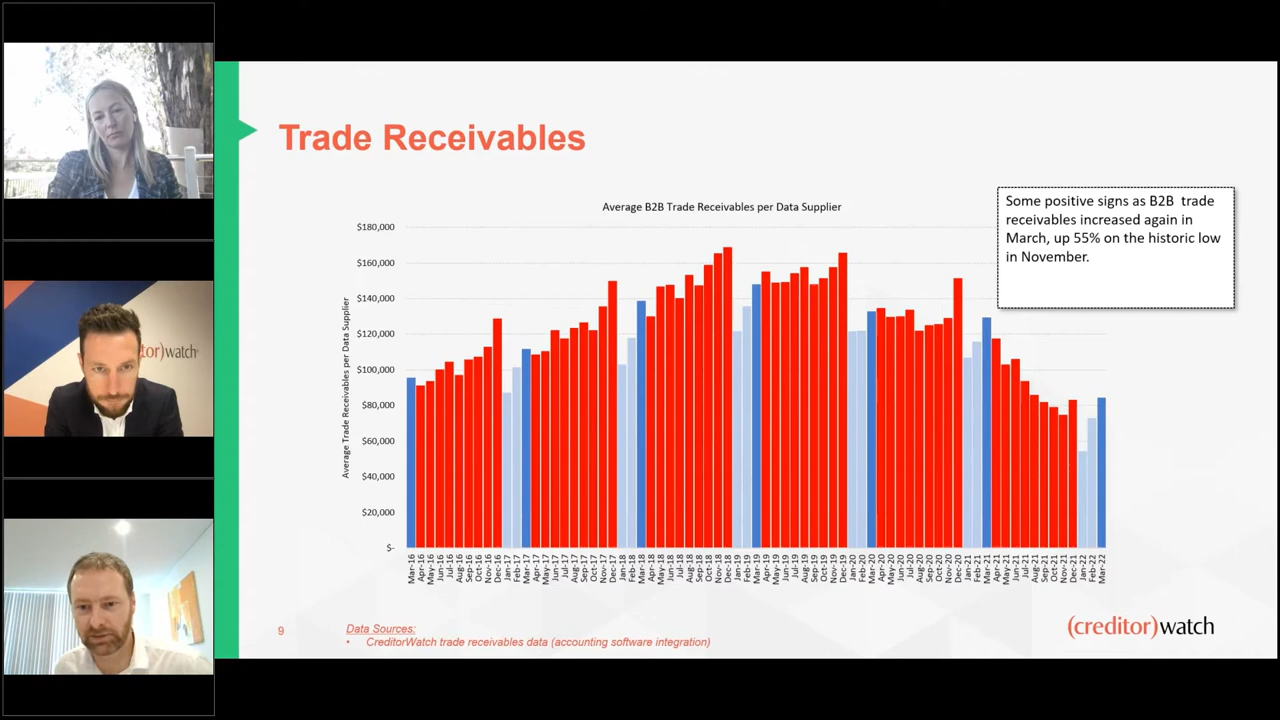 Trade Receivables
Average B2B Trade Receivables per Data Supplier
Some positive signs as B2B trade
receivables increased again in
March, up 55% on the historic low
in November.
Average Trade Receivables per Data Supplier
$180,000
$160,000
$140,000
$120,000
$100,000
$80,000
$60,000
$40,000
$20,000
$-
Mar-16
Apr-16
May-16
Jun-16
Jul-16
Aug-16
Sep-16
Oct-16
Nov-16
Dec-16
Jan-17
Feb-17
Mar-17
Apr-17
May-17
Jun-17
Jul-17
Aug-17
Sep-17
Oct-17
Nov-17
Dec-17
Jan-18
Feb-18
Mar-18
Apr-18
May-18
Jun-18
Jul-18
Aug-18
Sep-18
Oct-18
Nov-18
Dec-18
Jan-19
Feb-19
Mar-19
Apr-19
May-19
Jun-19
Jul-19
Aug-19
Sep-19
Oct-19
Nov-19
Dec-19
Jan-20
Feb-20
Mar-20
Apr-20
May-20
Jun-20
Jul-20
Aug-20
Sep-20
Oct-20
Nov-20
Dec-20
Jan-21
Feb-21
Mar-21
Apr-21
May-21
Jun-21
Jul-21
Aug-21
Sep-21
Oct-21
Nov-21
Dec-21
Jan-22
Feb-22
Mar-22
9
Data Sources:
• CreditorWatch trade receivables data (accounting software integration)
(creditor)watch
tor)watch